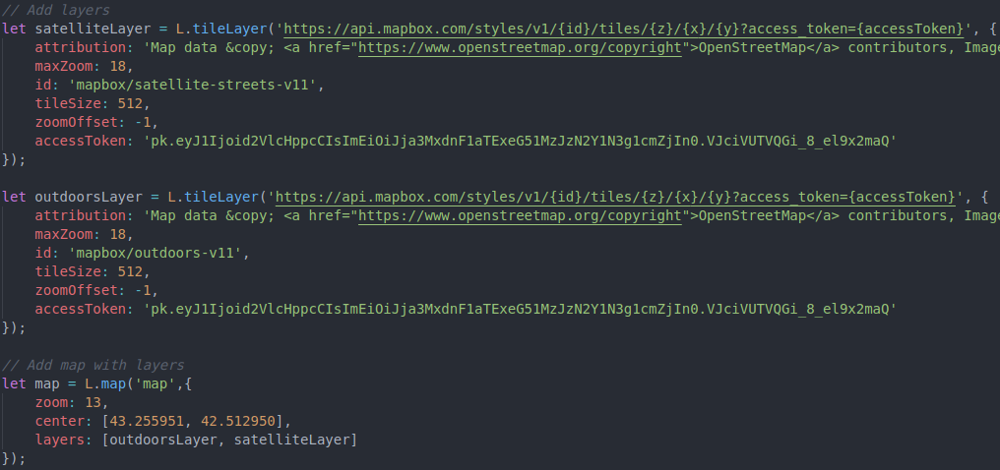 // Add layers
let satelliteLayer = L.tileLayer('https://api.mapbox.com/styles/v1/{id}/tiles/{z}/{x}/{y}?access_token={accessToken}', {
    attribution: 'Map data &copy; <a href="https://www.openstreetmap.org/copyright">OpenStreetMap</a> contributors, Image
    maxZoom: 18,
    id: 'mapbox/satellite-streets-v11',
    tileSize: 512,
    zoomOffset: -1,
    accessToken: 'pk.eyJ1Ijoid2VlcHppcCIsImEiOiJja3MxdnF1aTExeG51MzJzN2Y1N3g1cmZjIn0.VJciVUTVQGi_8_el9x2maQ'
});

let outdoorsLayer = L.tileLayer('https://api.mapbox.com/styles/v1/{id}/tiles/{z}/{x}/{y}?access_token={accessToken}', {
    attribution: 'Map data &copy; <a href="https://www.openstreetmap.org/copyright">OpenStreetMap</a> contributors, Image
    maxZoom: 18,
    id: 'mapbox/outdoors-v11',
    tileSize: 512,
    zoomOffset: -1,
    accessToken: 'pk.eyJ1Ijoid2VlcHppcCIsImEiOiJja3MxdnF1aTExeG51MzJzN2Y1N3g1cmZjIn0.VJciVUTVQGi_8_el9x2maQ'
});

// Add map with layers
let map = L.map('map',{
    zoom: 13,
    center: [43.255951, 42.512950],
    layers: [outdoorsLayer, satelliteLayer]
});